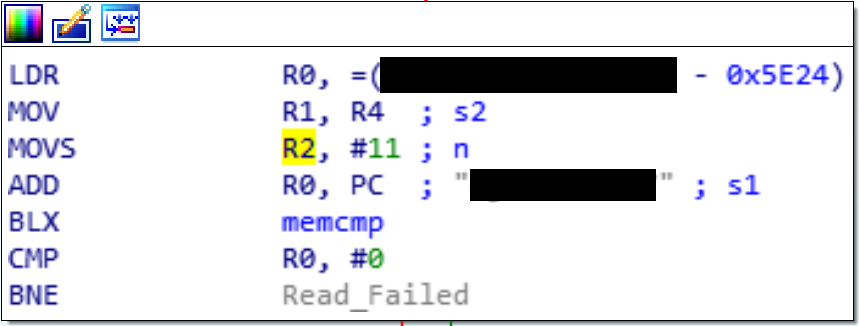 LDR R0, =( - 0x5E24)
MOV R1, R4 ; s2
MOVS R2, #11 ; n
ADD R0, PC ; "" ; s1
BLX memcmp
CMP R0, #0
BNE Read_Failed